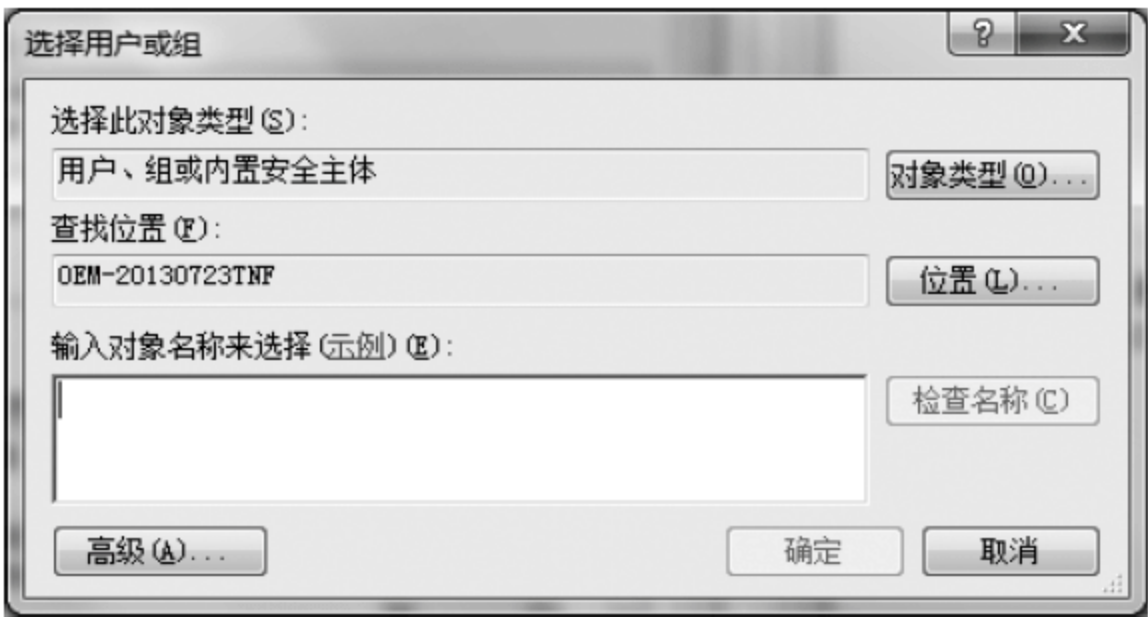 选择用户或组
选择此对象类型(S):
用户、组或内置安全主体
对象类型(O)...
查找位置(F):
OEM-20130723TNF
位置(L)...
输入对象名称来选择(示例)(E):
检查名称(C)
高级(A)...
确定
取消